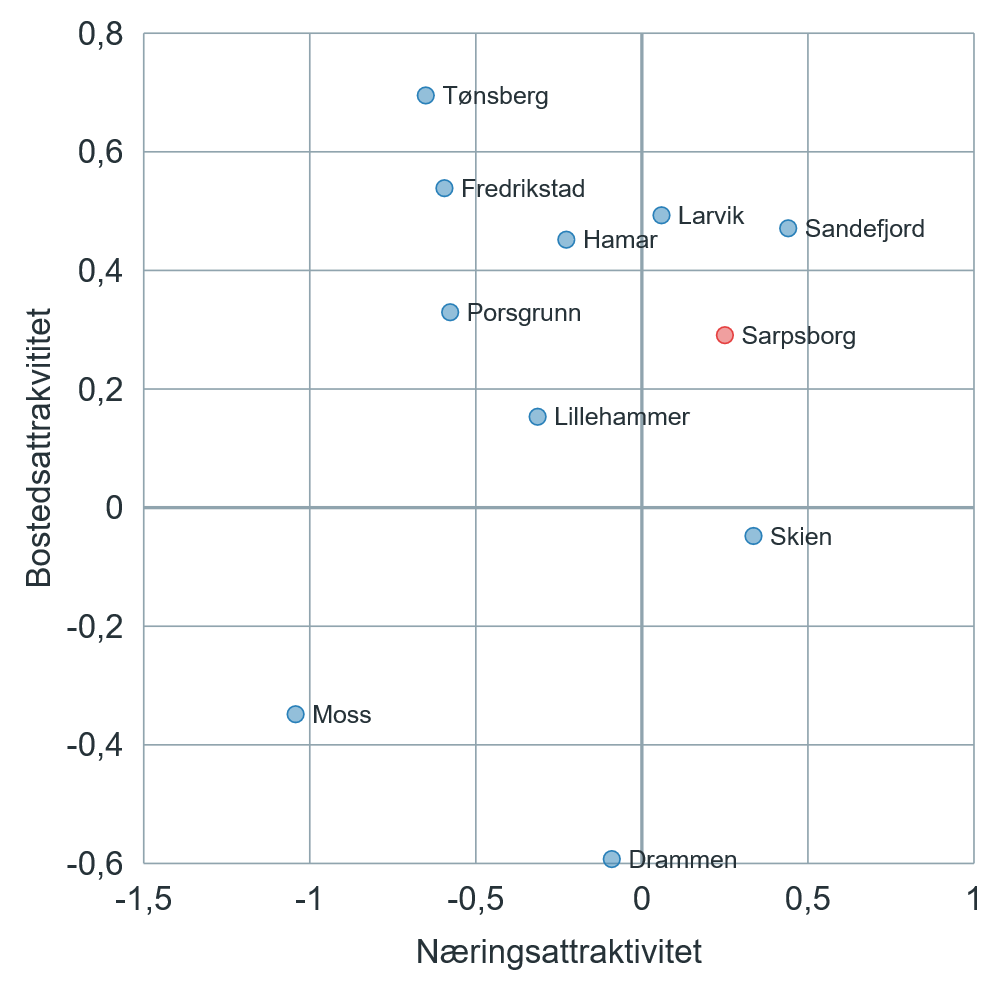 0,8
Tønsberg
0,6
Fredrikstad
Larvik
Sandefjord
Hamar
0,4
Porsgrunn
Sarpsborg
0,2
Lillehammer
0
Skien
-0,2
Moss
-0,4
Drammen
-0,6
Bostedsattrakvititet
-1,5 -1 -0,5 0 0,5 1
Næringsattraktivitet